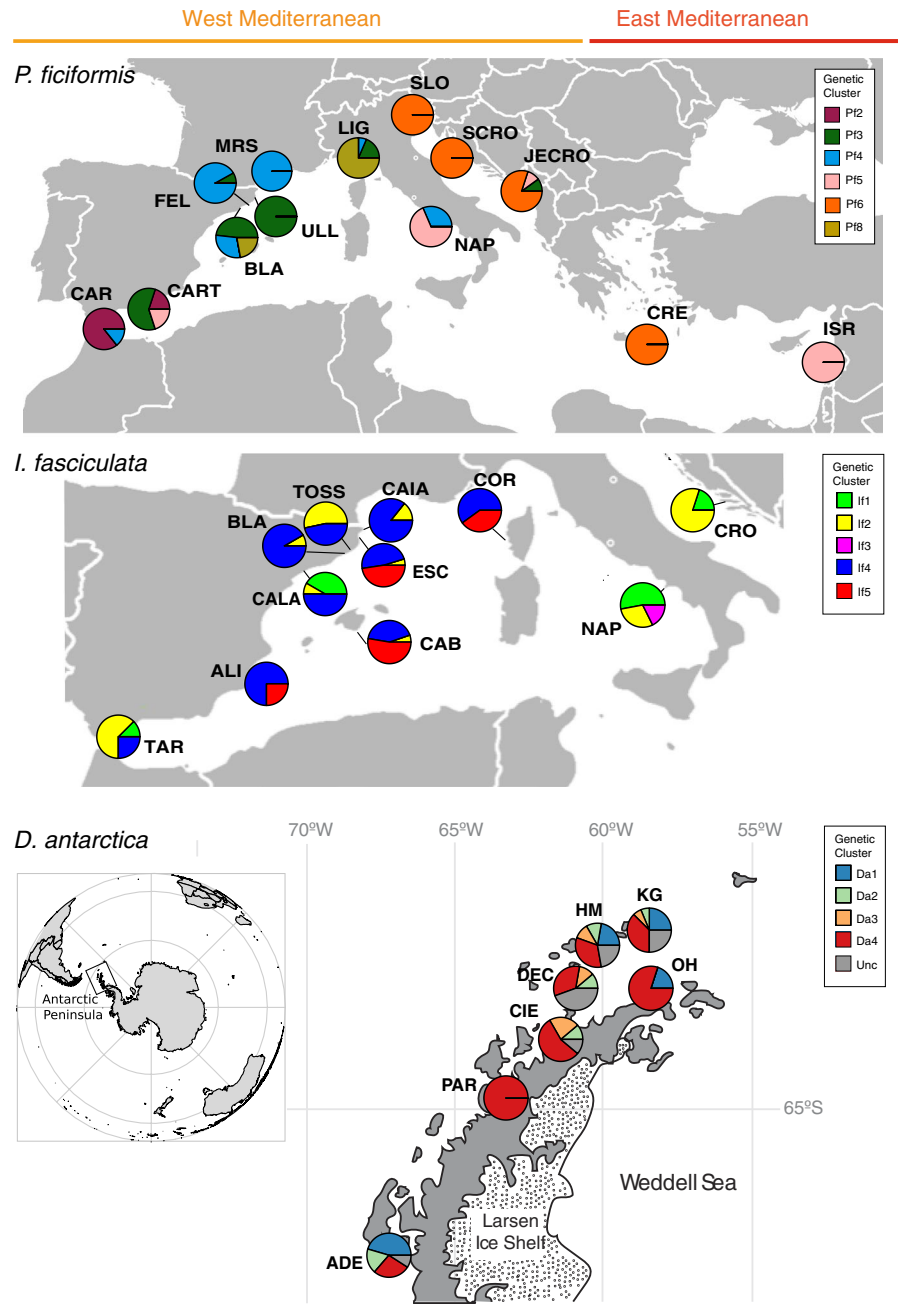 West Mediterranean
East Mediterranean
P. ficiformis
SLO
Genetic
Cluster
Pf2
Pf3
Pf4
Pf5
Pf6
Pf8
LIG
SCRO
MRS
JECRO
FEL
ULL
NAP
BLA
CAR
CART
CRE
ISR
I. fasciculata
Genetic
Cluster
If1
If2
If3
If4
If5
COR
CAIA
TOSS
BLA
CRO
ESC
CALA
NAP
CAB
ALI
TAR
D. antarctica
70ºW
65ºW
60ºW
55ºW
Genetic
Cluster
Da1
Da2
Da3
Da4
Unc
KG
HM
OH
DEC
Antarctic
Peninsula
CIE
PAR
65ºS
Weddell Sea
Larsen
Ice Shelf
ADE